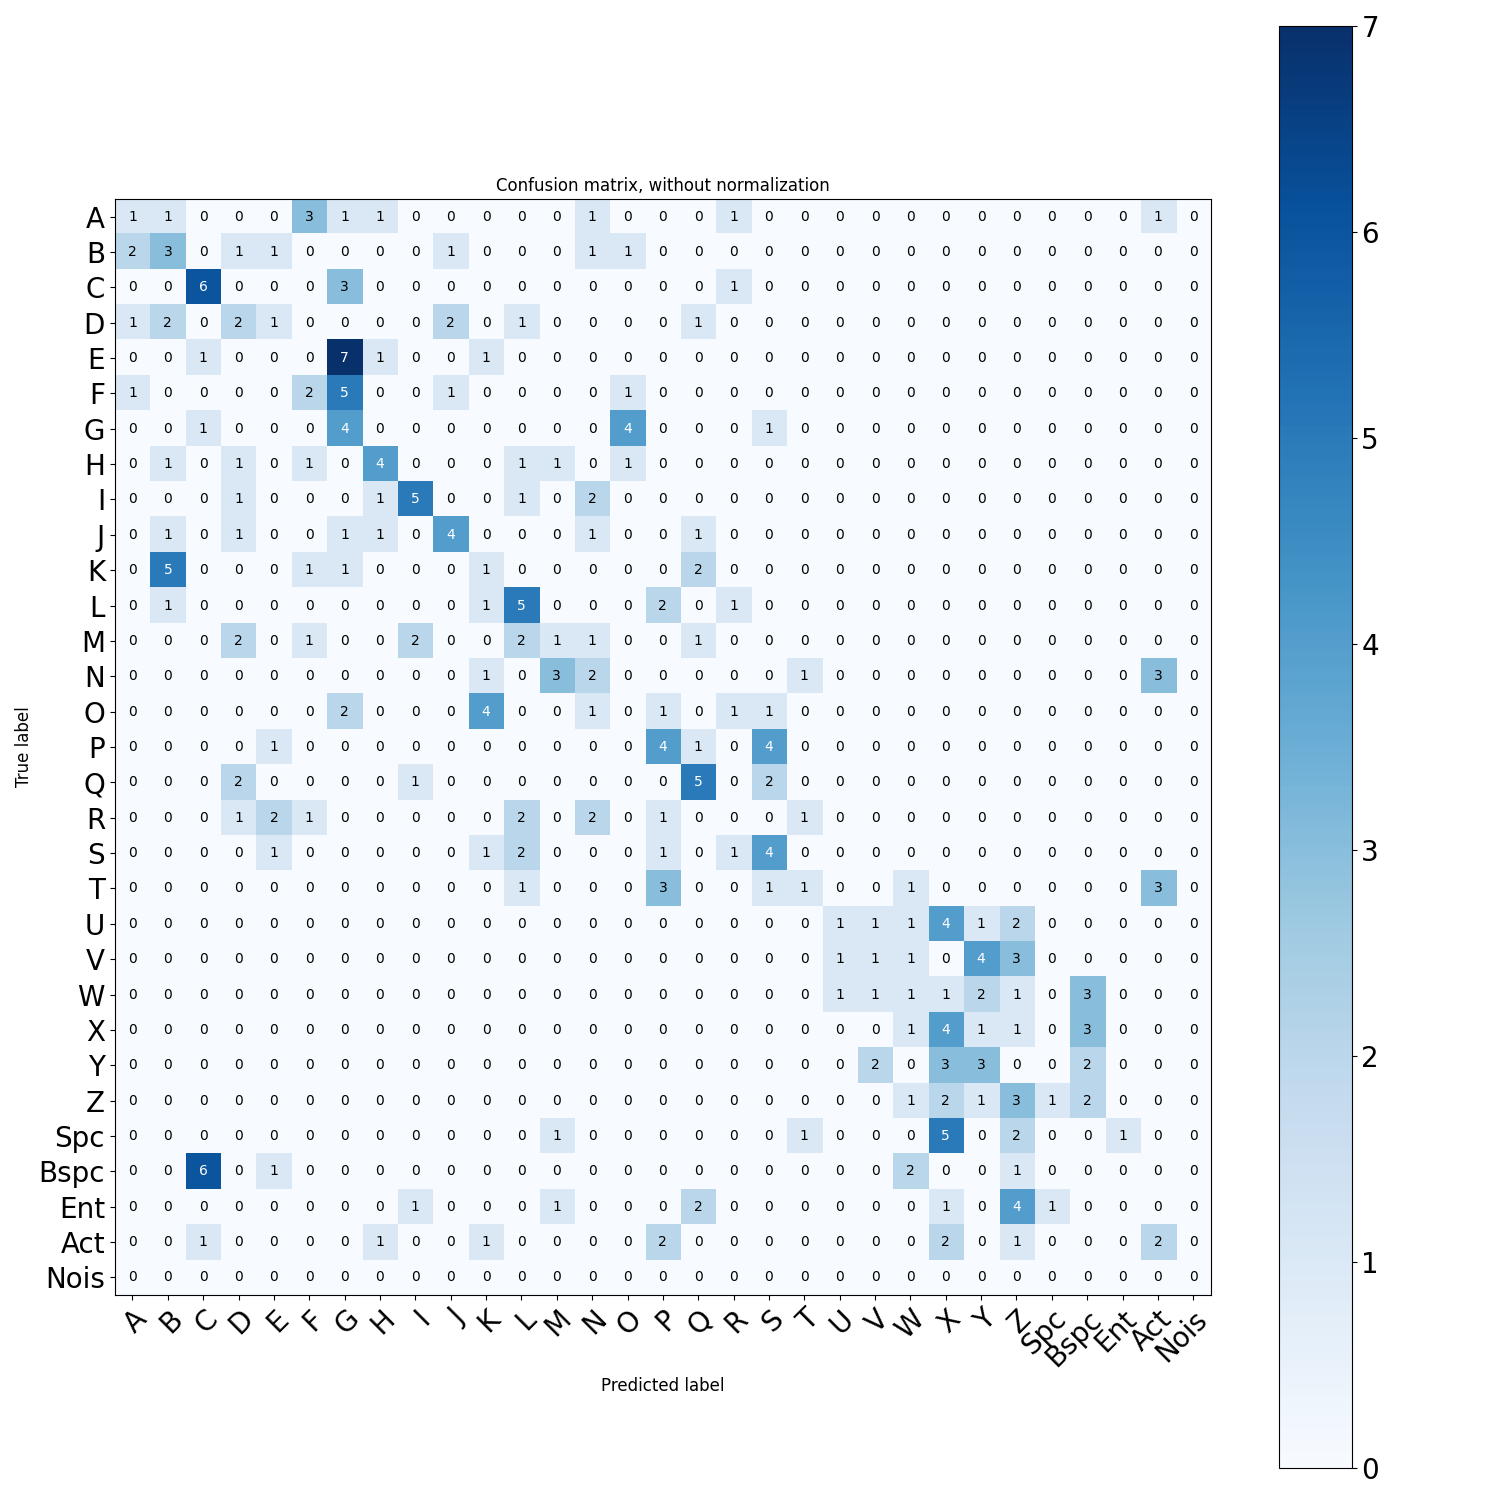 Confusion matrix, without normalization
A 1 1 0 0 0 3 1 1 0 0 0 0 0 1 0 0 0 1 0 0 0 0 0 0 0 0 0 0 0 1 0
B 2 3 0 1 1 0 0 0 0 1 0 0 0 1 1 0 0 0 0 0 0 0 0 0 0 0 0 0 0 0 0
C 0 0 6 0 0 0 3 0 0 0 0 0 0 0 0 0 0 1 0 0 0 0 0 0 0 0 0 0 0 0 0
D 1 2 0 2 1 0 0 0 0 2 0 1 0 0 0 0 1 0 0 0 0 0 0 0 0 0 0 0 0 0 0
E 0 0 1 0 0 0 7 1 0 0 1 0 0 0 0 0 0 0 0 0 0 0 0 0 0 0 0 0 0 0 0
F 1 0 0 0 0 2 5 0 0 1 0 0 0 0 1 0 0 0 0 0 0 0 0 0 0 0 0 0 0 0 0
G 0 0 1 0 0 0 4 0 0 0 0 0 0 0 4 0 0 0 1 0 0 0 0 0 0 0 0 0 0 0 0
H 0 1 0 1 0 1 0 4 0 0 0 1 1 0 1 0 0 0 0 0 0 0 0 0 0 0 0 0 0 0 0
I 0 0 0 1 0 0 0 1 5 0 0 1 0 2 0 0 0 0 0 0 0 0 0 0 0 0 0 0 0 0 0
J 0 1 0 1 0 0 1 1 0 4 0 0 0 1 0 0 1 0 0 0 0 0 0 0 0 0 0 0 0 0 0
K 0 5 0 0 0 1 1 0 0 0 1 0 0 0 0 0 2 0 0 0 0 0 0 0 0 0 0 0 0 0 0
L 0 1 0 0 0 0 0 0 0 0 1 5 0 0 0 2 0 1 0 0 0 0 0 0 0 0 0 0 0 0 0
M 0 0 0 2 0 1 0 0 2 0 0 2 1 1 0 0 1 0 0 0 0 0 0 0 0 0 0 0 0 0 0
N 0 0 0 0 0 0 0 0 0 0 1 0 3 2 0 0 0 0 0 1 0 0 0 0 0 0 0 0 0 3 0
O 0 0 0 0 0 0 2 0 0 0 4 0 0 1 0 1 0 1 1 0 0 0 0 0 0 0 0 0 0 0 0
P 0 0 0 0 1 0 0 0 0 0 0 0 0 0 0 4 1 0 4 0 0 0 0 0 0 0 0 0 0 0 0
Q 0 0 0 2 0 0 0 0 1 0 0 0 0 0 0 0 5 0 2 0 0 0 0 0 0 0 0 0 0 0 0
R 0 0 0 1 2 1 0 0 0 0 0 2 0 2 0 1 0 0 0 1 0 0 0 0 0 0 0 0 0 0 0
S 0 0 0 0 1 0 0 0 0 0 1 2 0 0 0 1 0 1 4 0 0 0 0 0 0 0 0 0 0 0 0
T 0 0 0 0 0 0 0 0 0 0 0 1 0 0 0 3 0 0 1 1 0 0 1 0 0 0 0 0 0 3 0
U 0 0 0 0 0 0 0 0 0 0 0 0 0 0 0 0 0 0 0 0 1 1 1 4 1 2 0 0 0 0 0
V 0 0 0 0 0 0 0 0 0 0 0 0 0 0 0 0 0 0 0 0 1 1 1 0 4 3 0 0 0 0 0
W 0 0 0 0 0 0 0 0 0 0 0 0 0 0 0 0 0 0 0 0 1 1 1 1 2 1 0 3 0 0 0
X 0 0 0 0 0 0 0 0 0 0 0 0 0 0 0 0 0 0 0 0 0 0 1 4 1 1 0 3 0 0 0
Y 0 0 0 0 0 0 0 0 0 0 0 0 0 0 0 0 0 0 0 0 0 2 0 3 3 0 0 2 0 0 0
Z 0 0 0 0 0 0 0 0 0 0 0 0 0 0 0 0 0 0 0 0 0 0 1 2 1 3 1 2 0 0 0
Spc 0 0 0 0 0 0 0 0 0 0 0 0 1 0 0 0 0 0 0 1 0 0 0 5 0 2 0 0 1 0 0
Bspc 0 0 6 0 1 0 0 0 0 0 0 0 0 0 0 0 0 0 0 0 0 0 2 0 0 1 0 0 0 0 0
Ent 0 0 0 0 0 0 0 0 1 0 0 0 1 0 0 0 2 0 0 0 0 0 0 1 0 4 1 0 0 0 0
Act 0 0 1 0 0 0 0 1 0 0 1 0 0 0 0 2 0 0 0 0 0 0 0 2 0 1 0 0 0 2 0
Nois 0 0 0 0 0 0 0 0 0 0 0 0 0 0 0 0 0 0 0 0 0 0 0 0 0 0 0 0 0 0 0
A B C D E F G H I J K L M N O P Q R S T U V W X Y Z Spc Bspc Ent Act Nois
Predicted label
True label
7
6
5
4
3
2
1
0